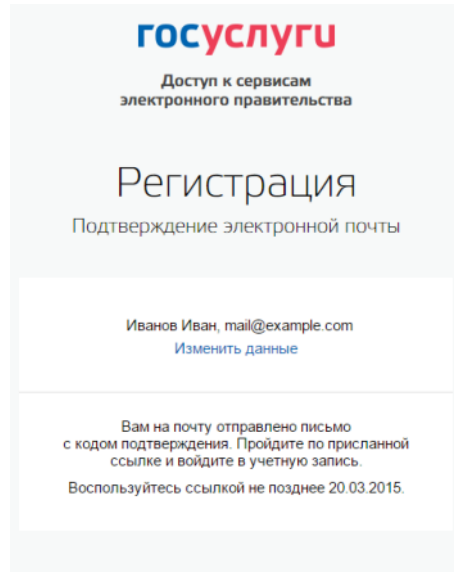 госуслуги
Доступ к сервисам
электронного правительства
Регистрация
Подтверждение электронной почты
Иванов Иван, mail@example.com
Изменить данные
Вам на почту отправлено письмо
с кодом подтверждения. Пройдите по присланной
ссылке и войдите в учетную запись.
Воспользуйтесь ссылкой не позднее 20.03.2015.